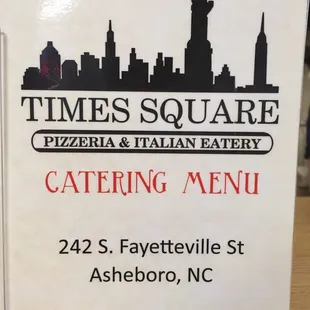 TIMES SQUARE
PIZZERIA & ITALIAN EATERY
CATERING MENU
242 S. Fayetteville St
Asheboro, NC